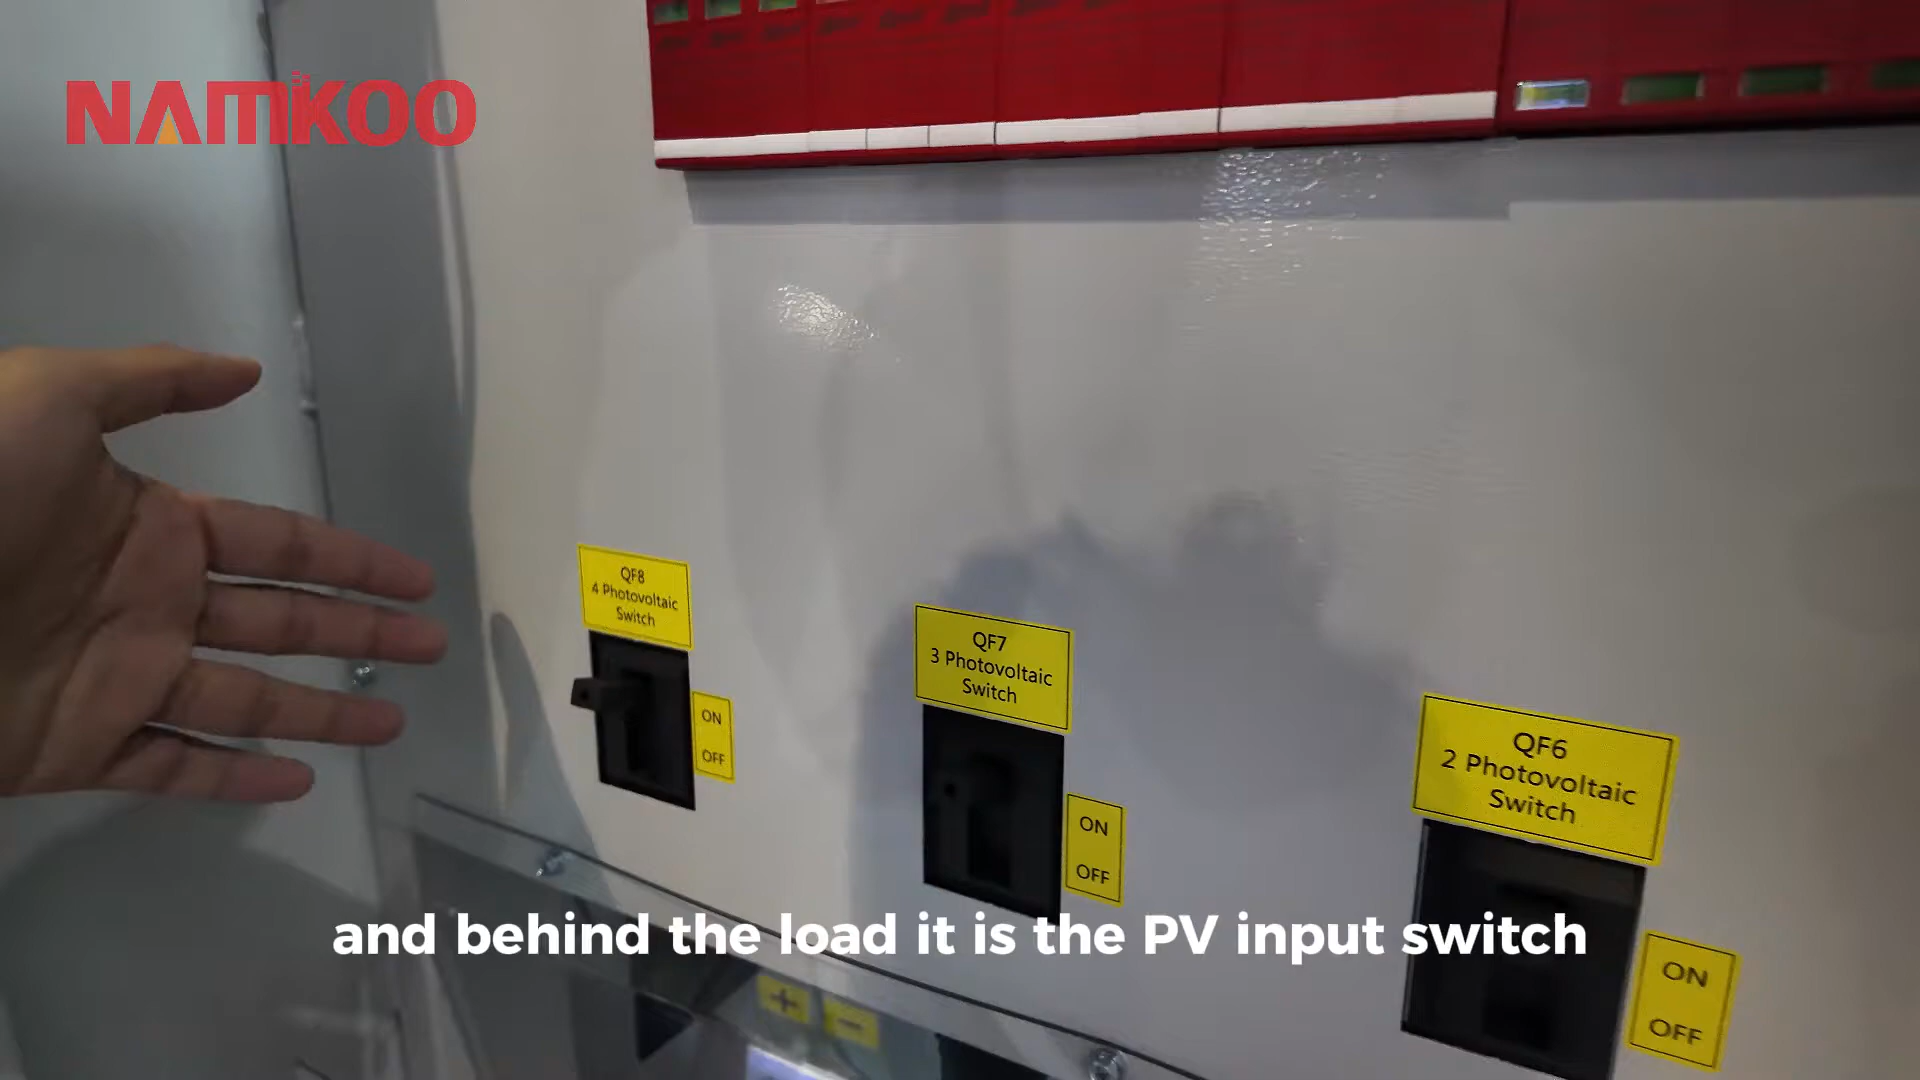 NAMKOO
QF8
4 Photovoltaic
Switch
ON
OFF
QF7
3 Photovoltaic
Switch
ON
OFF
QF6
2 Photovoltaic
Switch
ON
OFF
and behind the load it is the PV input switch
+
-